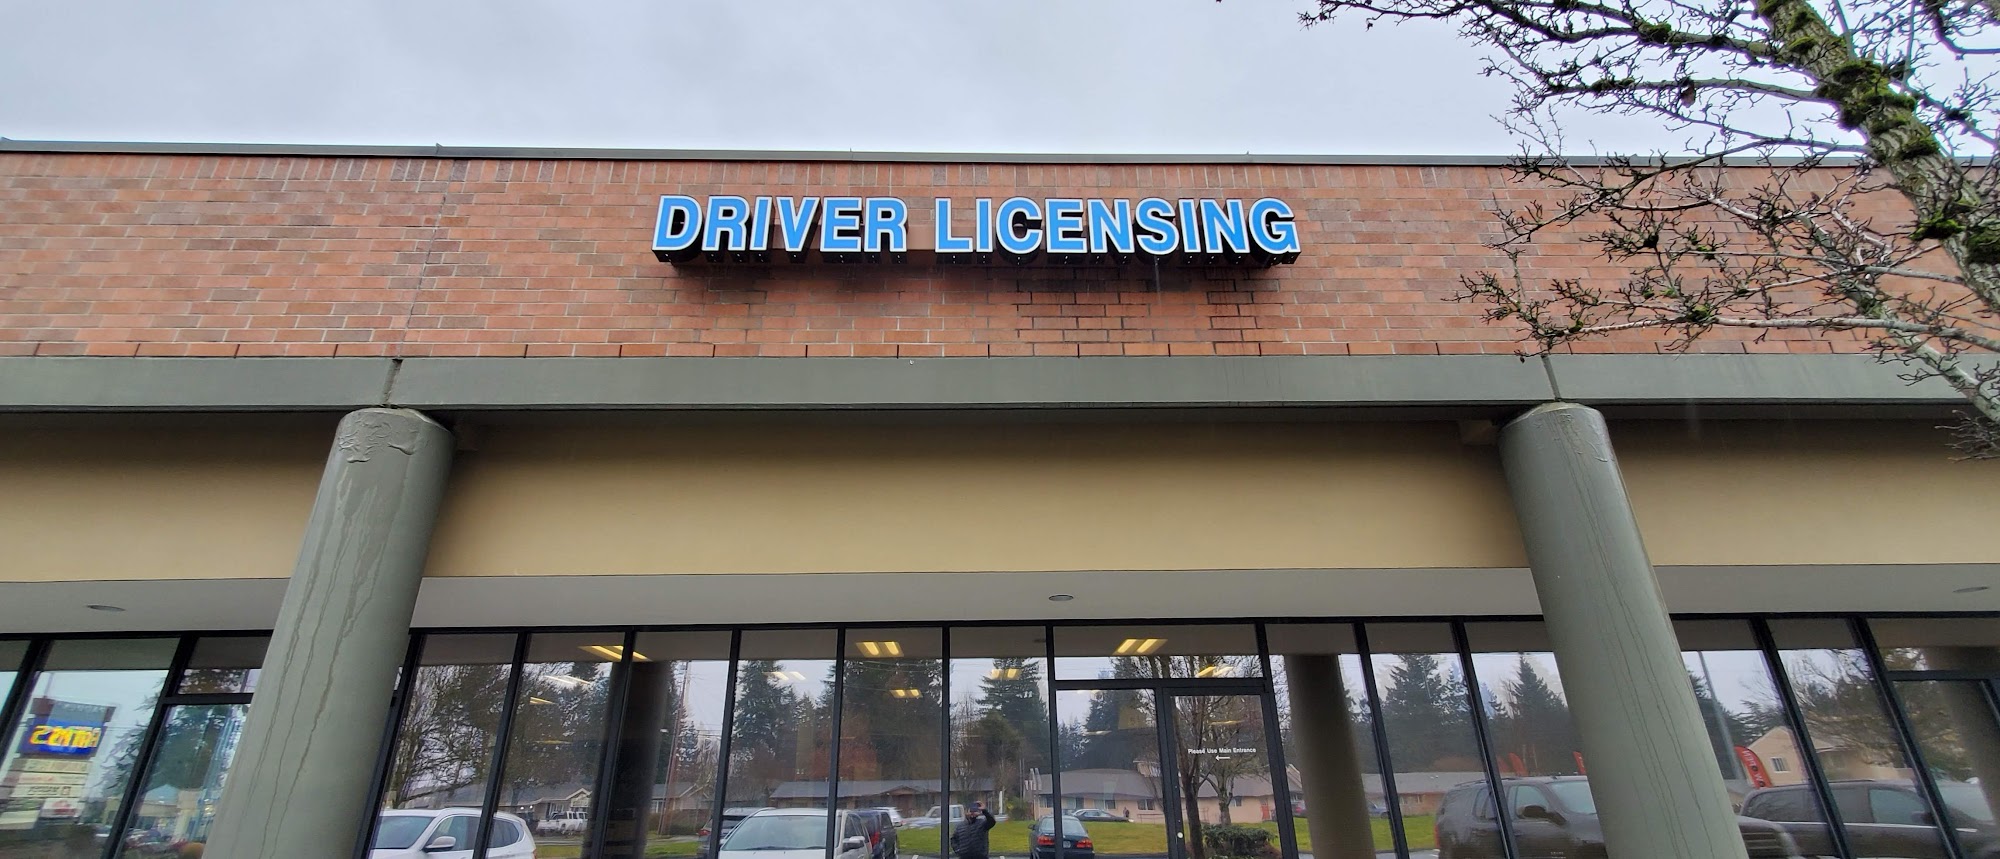 DRIVER LICENSING
Please Use Main Entrance